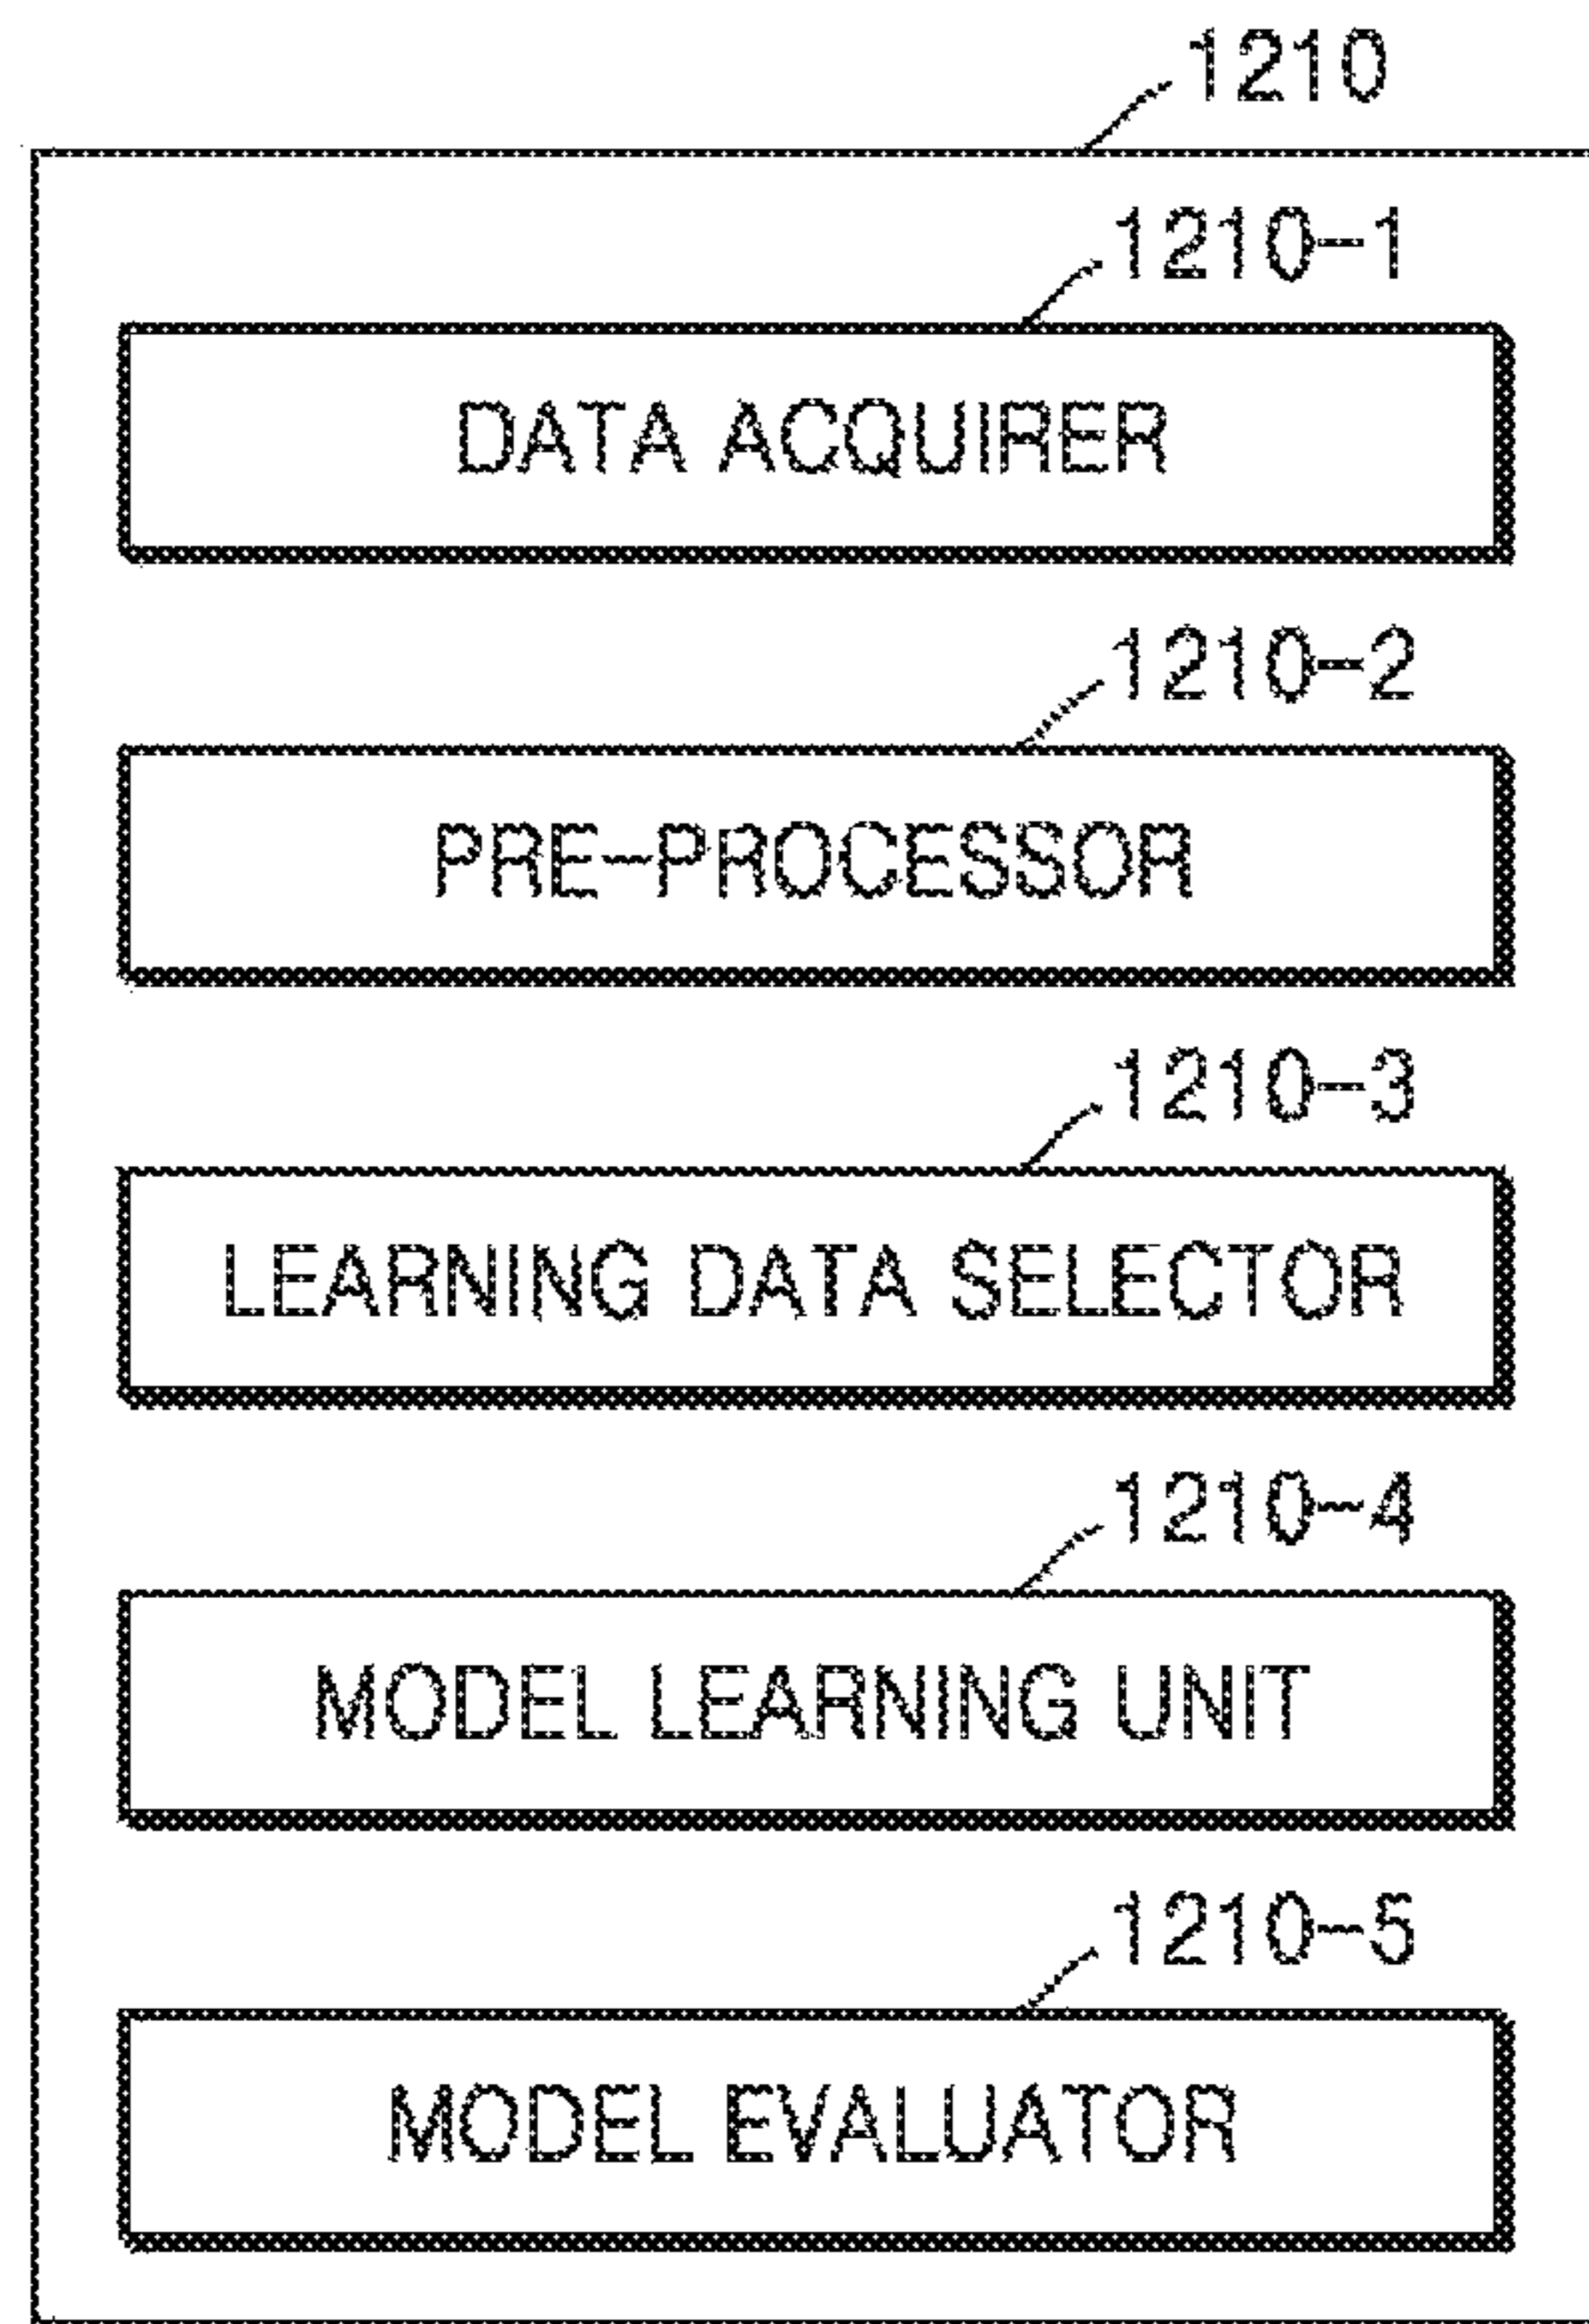 1210
1210-1
DATA ACQUIRER
1210-2
PRE-PROCESSOR
1210-3
LEARNING DATA SELECTOR
1210-4
MODEL LEARNING UNIT
1210-5
MODEL EVALUATOR